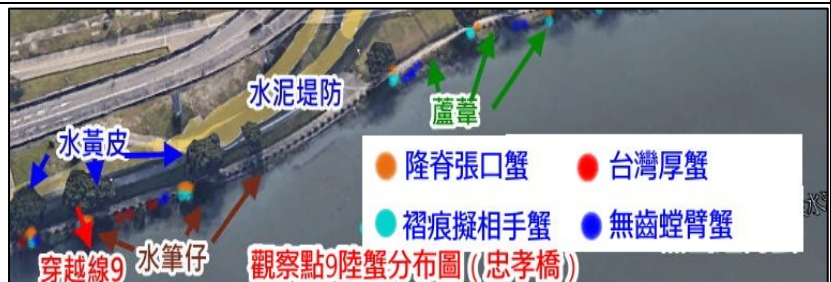 水泥堤防
蘆葦
水黃皮
隆脊張口蟹
台灣厚蟹
褶痕擬相手蟹
無齒螳臂蟹
穿越線9
水筆仔
觀察點9陸蟹分布圖（忠孝橋）